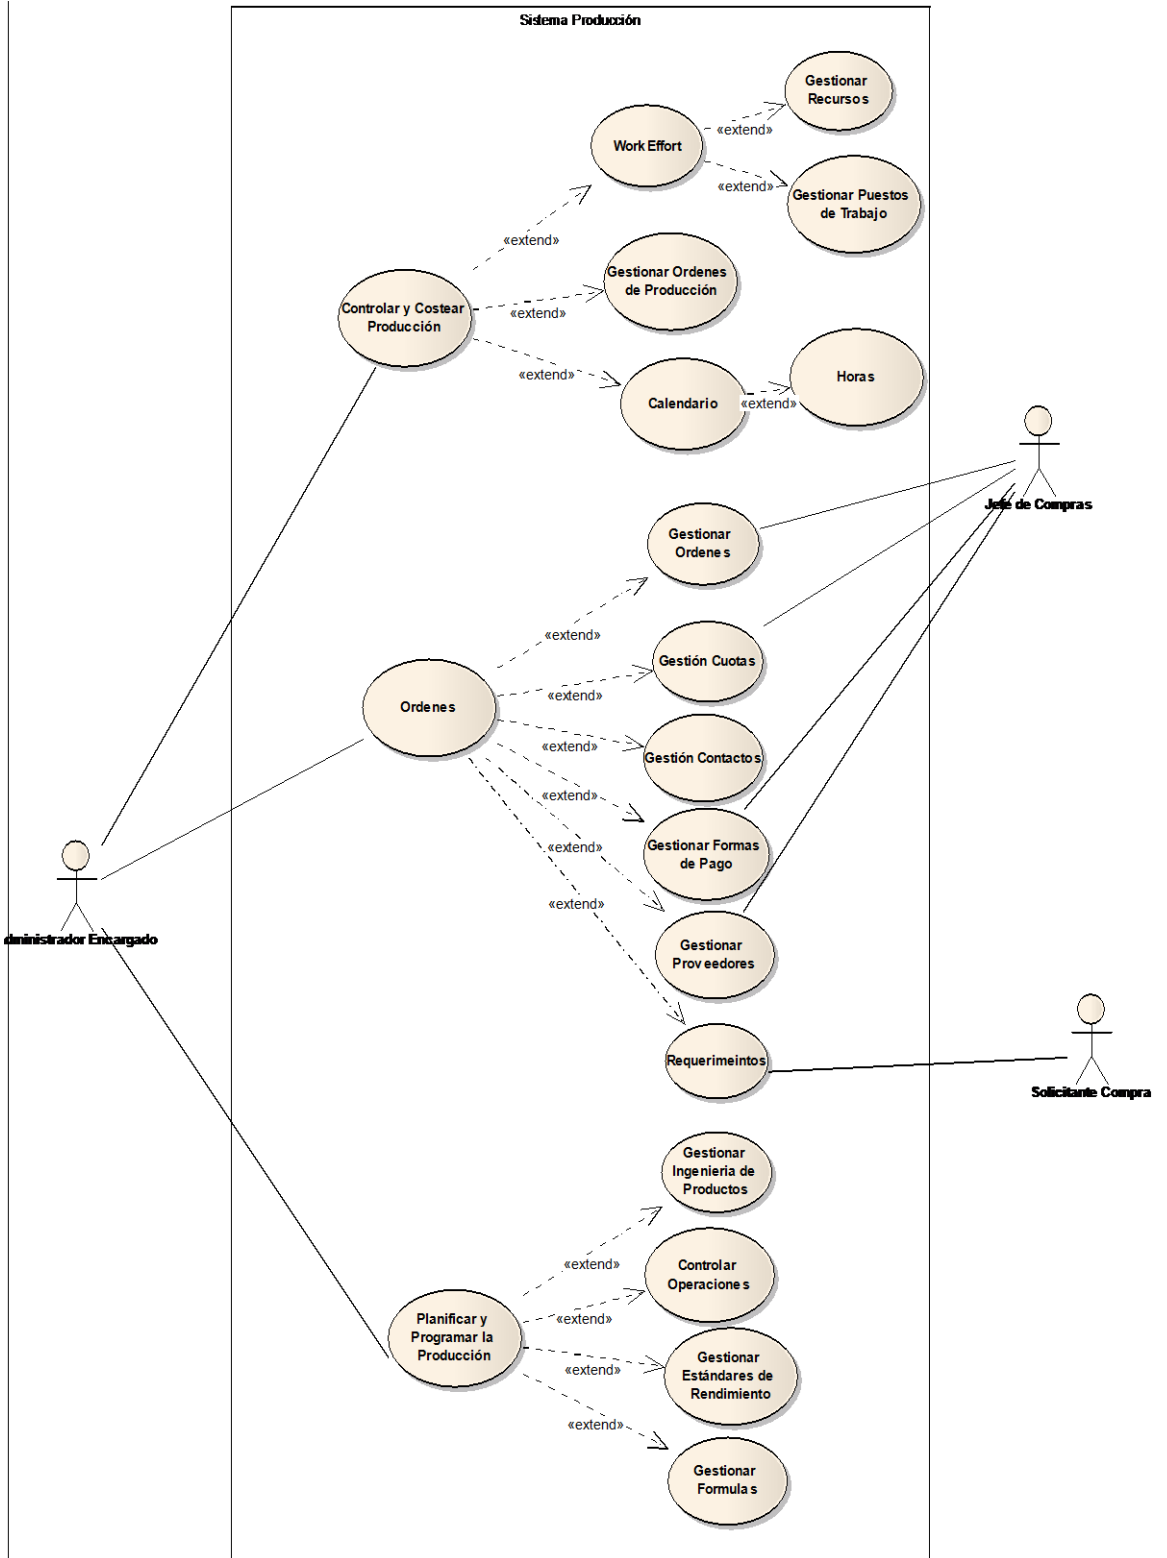 Sistema Producción
Gestionar
Recursos
Work Effort
«extend»
«extend»
Gestionar Puestos
de Trabajo
«extend»
Gestionar Ordenes
de Producción
Controlar y Costear
Producción
«extend»
«extend»
Calendario
«extend»
Horas
Jefe de Compras
Gestionar
Ordenes
«extend»
Gestión Cuotas
«extend»
Ordenes
«extend»
Gestión Contactos
«extend»
Gestionar Formas
de Pago
«extend»
«extend»
Gestionar
Proveedores
dministrador Encargado
Requerimeintos
Solicitante Compra
Gestionar
Ingenieria de
Productos
«extend»
Controlar
Operaciones
«extend»
Planificar y
Programar la
Producción
«extend»
Gestionar
Estándares de
Rendimiento
«extend»
Gestionar
Formulas